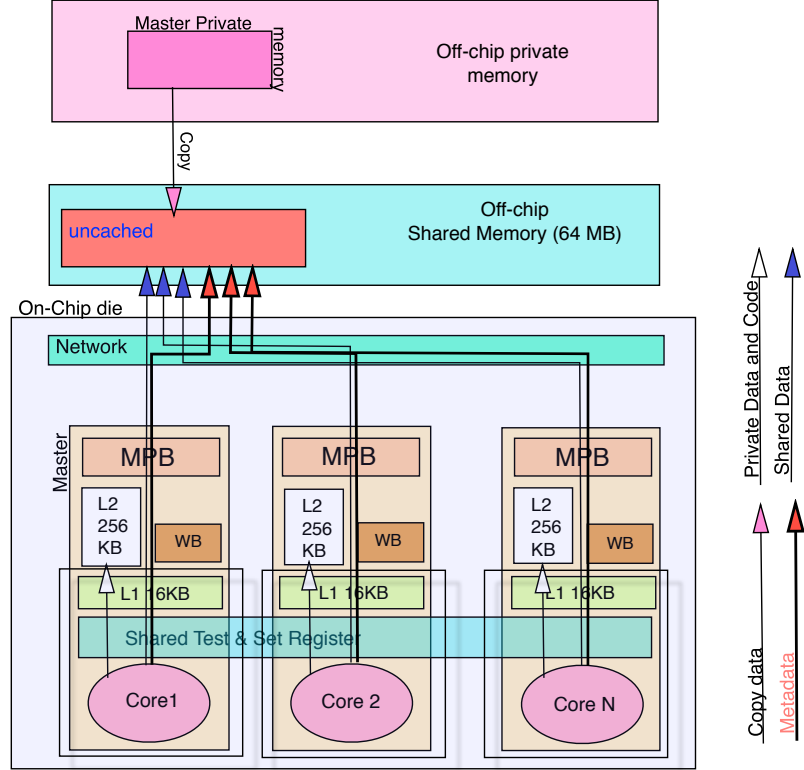 Master Private
memory
Off-chip private
memory
Copy
uncached
Off-chip
Shared Memory (64 MB)
On-Chip die
Network
Master
MPB
MPB
MPB
L2
256
KB
WB
L2
256
KB
WB
L2
256
KB
WB
L1 16KB
L1 16KB
L1 16KB
Shared Test & Set Register
Core1
Core 2
Core N
Private Data and Code
Shared Data
Copy data
Metadata